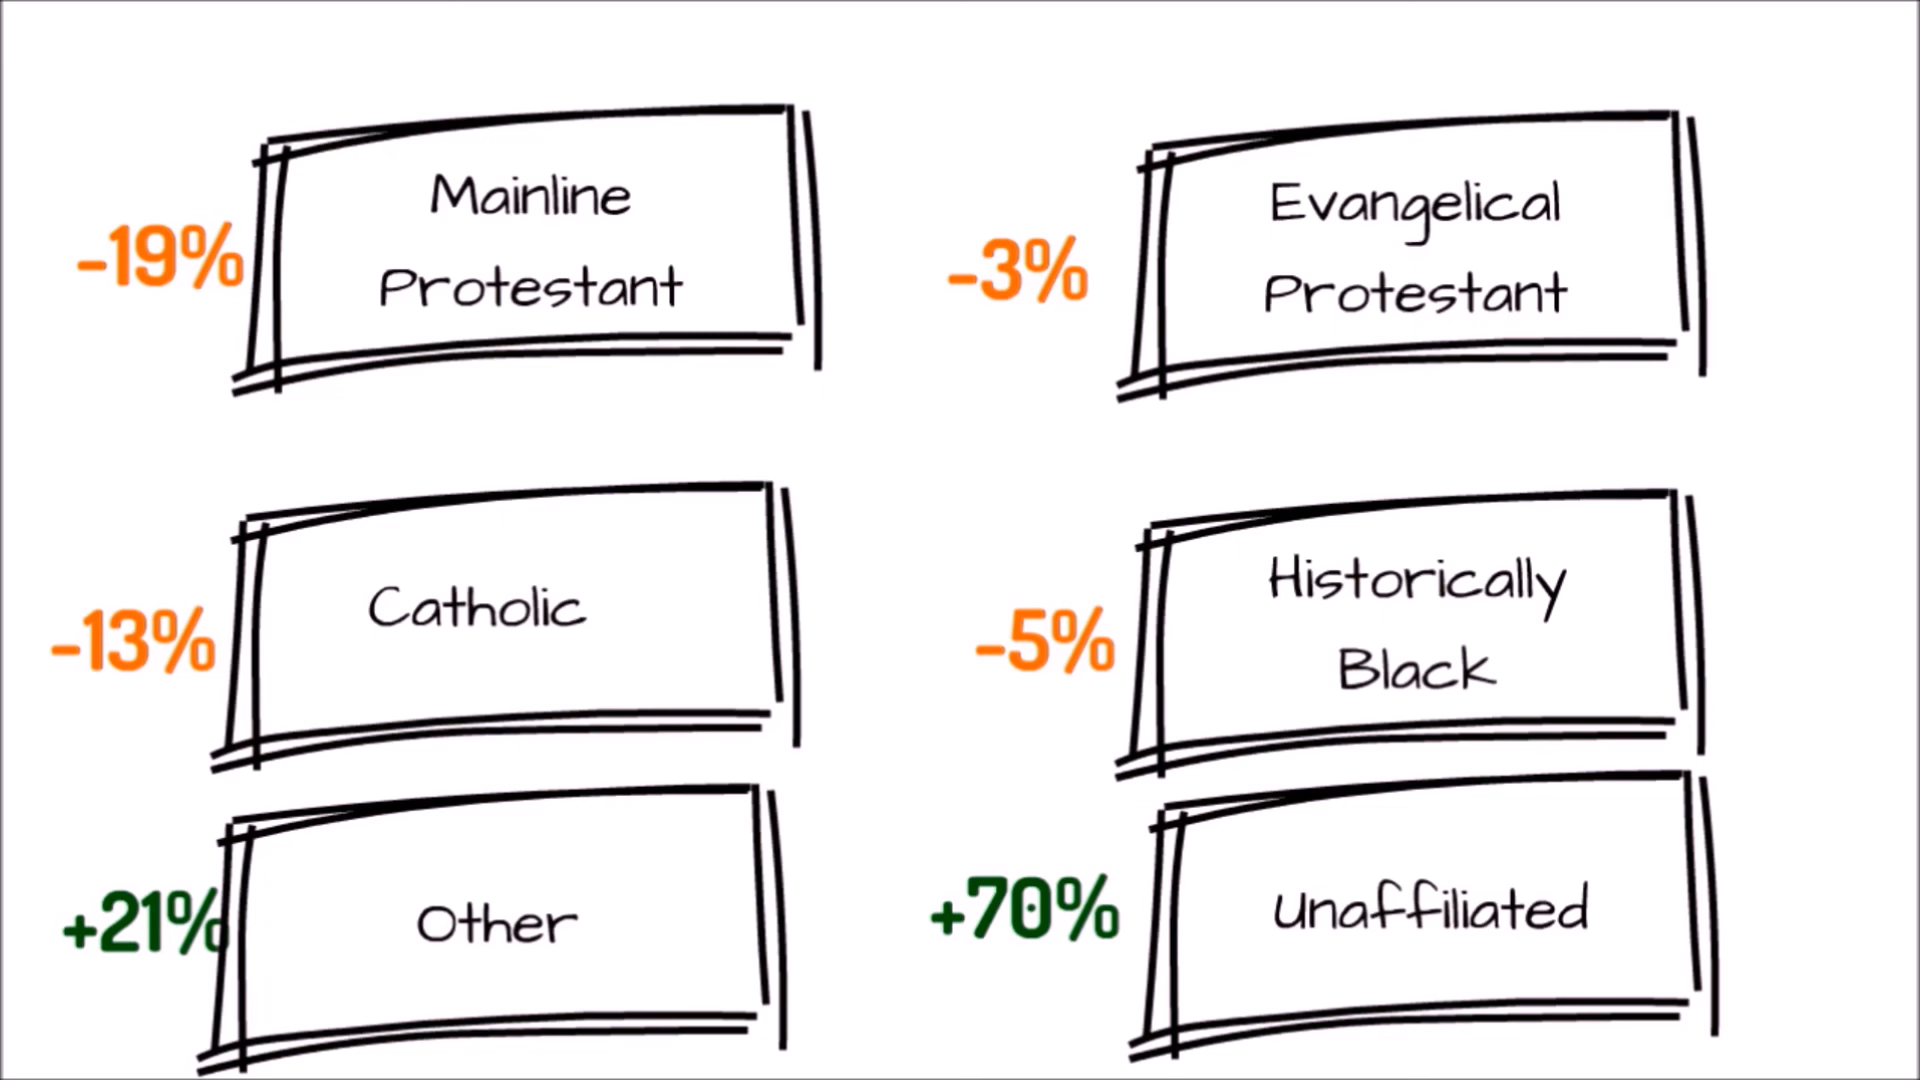 -19%
Mainline
Protestant
-3%
Evangelical
Protestant
-13%
Catholic
-5%
Historically
Black
+21%
Other
+70%
Unaffiliated